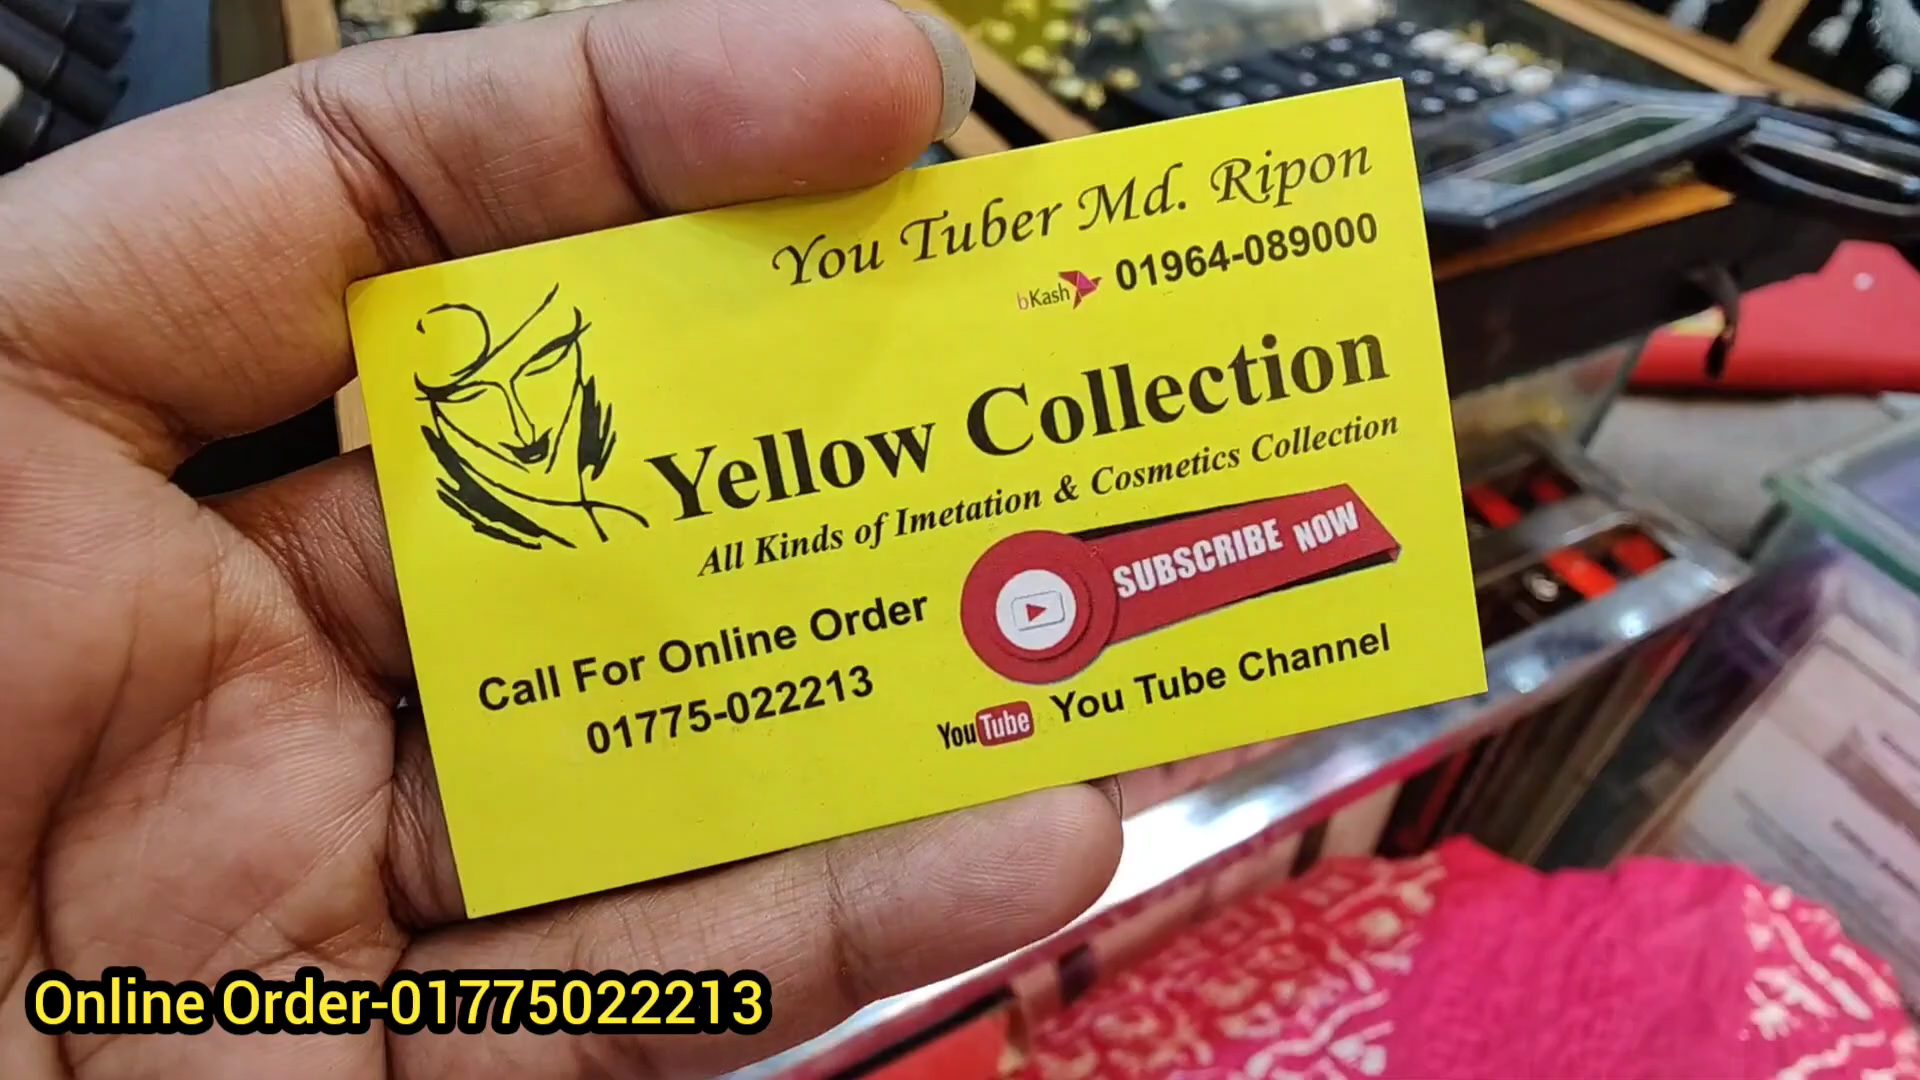 You Tuber Md. Ripon
bKash 01964-089000
Yellow Collection
All Kinds of Imetation & Cosmetics Collection
SUBSCRIBE NOW
Call For Online Order
01775-022213
YouTube You Tube Channel
Online Order-01775022213